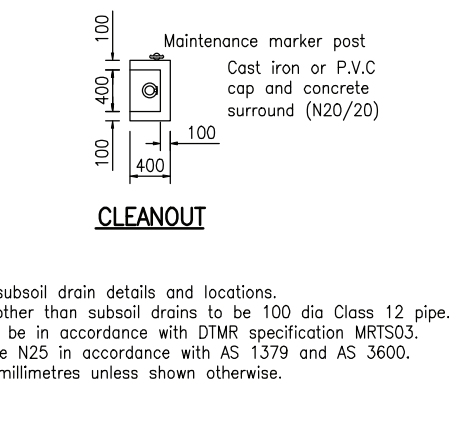 100
Maintenance marker post
400
Cast iron or P.V.C
cap and concrete
surround (N20/20)
100
100
400
CLEANOUT
subsoil drain details and locations.
other than subsoil drains to be 100 dia Class 12 pipe.
be in accordance with DTMR specification MRTS03.
N25 in accordance with AS 1379 and AS 3600.
millimetres unless shown otherwise.